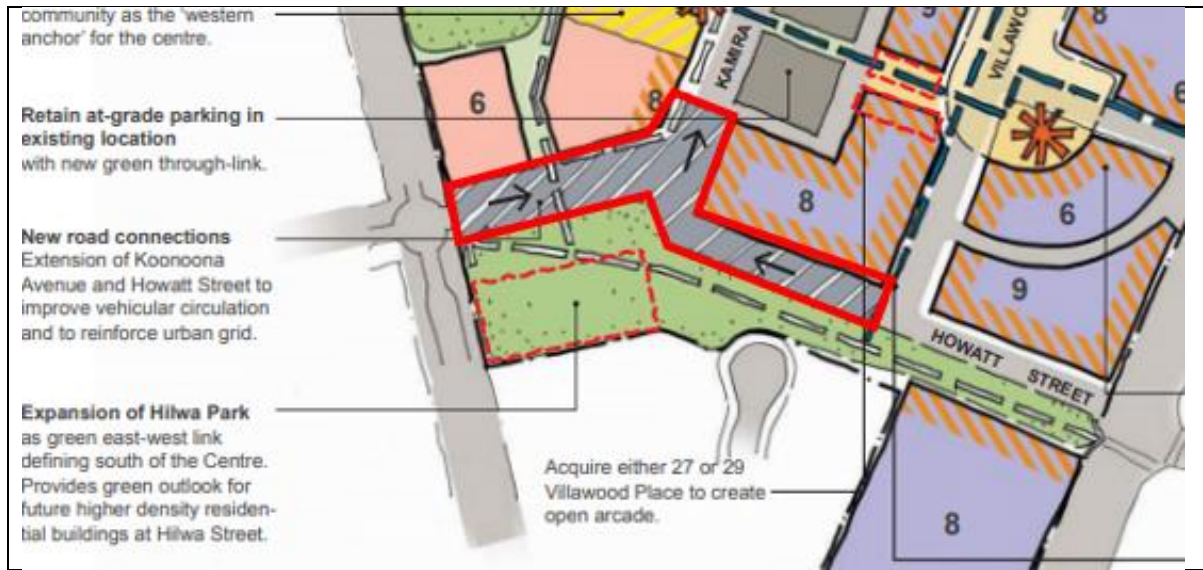 community as the 'western
anchor' for the centre.
Retain at-grade parking in
existing location
with new green through-link.
New road connections
Extension of Koonoona
Avenue and Howatt Street to
improve vehicular circulation
and to reinforce urban grid.
Expansion of Hilwa Park
as green east-west link
defining south of the Centre.
Provides green outlook for
future higher density residen-
tial buildings at Hilwa Street.
6
8
KAMIRA
8
VILLAWO
8
6
6
9
HOWATT STREET
Acquire either 27 or 29
Villawood Place to create
open arcade.
8